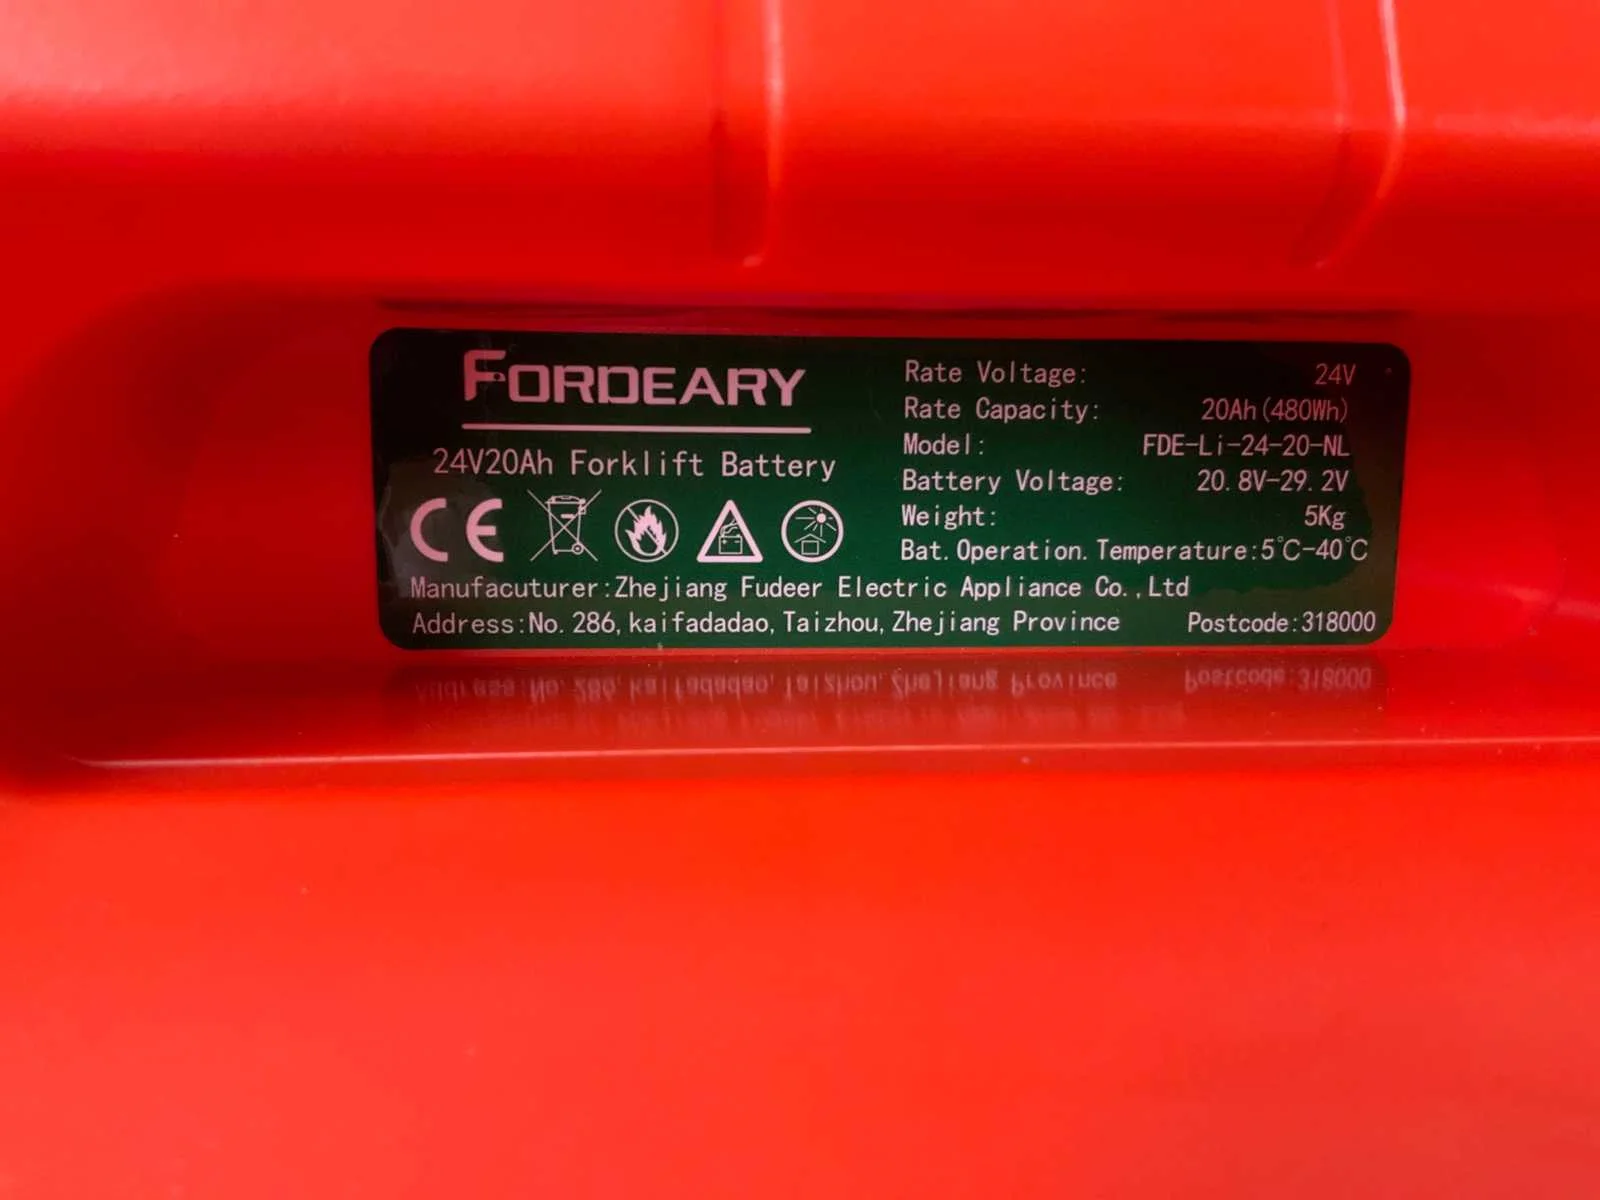 FORDEARY
24V20Ah Forklift Battery
CE
Rate Voltage: 24V
Rate Capacity: 20Ah(480Wh)
Model: FDE-Li-24-20-NL
Battery Voltage: 20.8V-29.2V
Weight: 5Kg
Bat.Operation.Temperature:5°C-40°C
Manufacuturer:Zhejiang Fudeer Electric Appliance Co.,Ltd
Address:No.286,kaifadadao,Taizhou,Zhejiang Province Postcode:318000